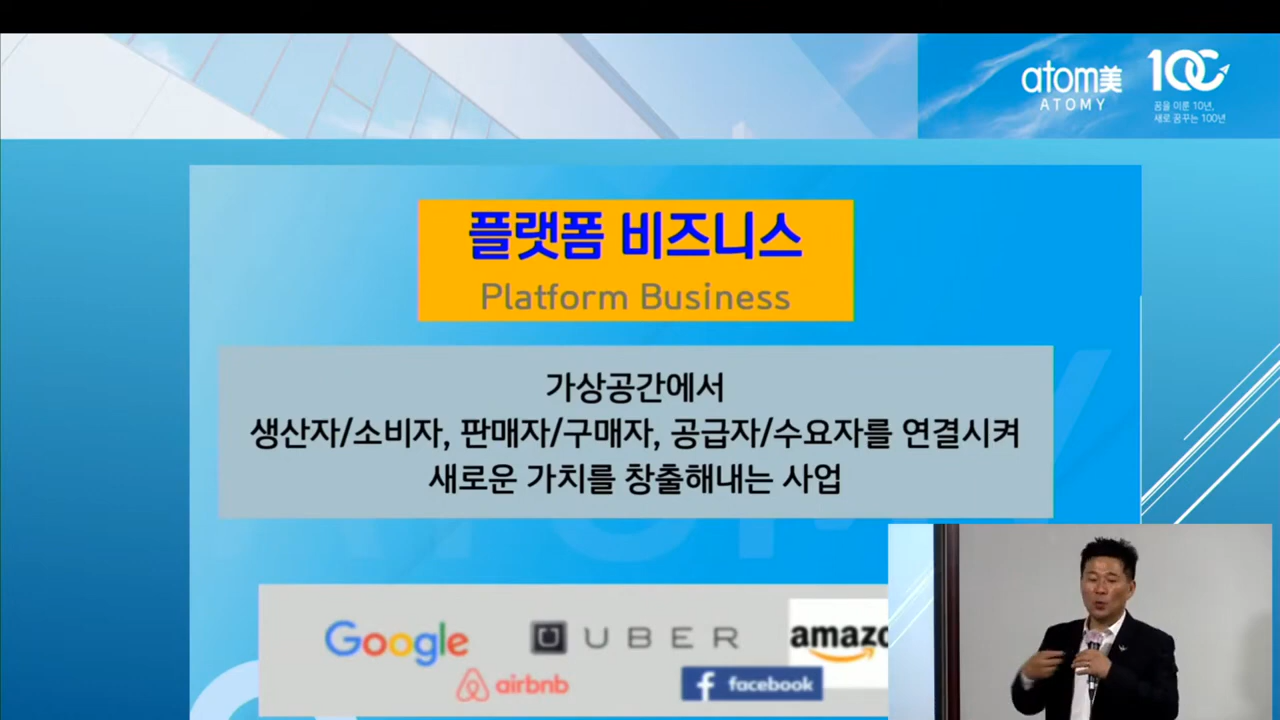 atom美
ATOMY
100
꿈을 이룬 10년,
새로 꿈꾸는 100년
플랫폼 비즈니스
Platform Business
가상공간에서
생산자/소비자, 판매자/구매자, 공급자/수요자를 연결시켜
새로운 가치를 창출해내는 사업
Google
UBER
amazo
airbnb
facebook